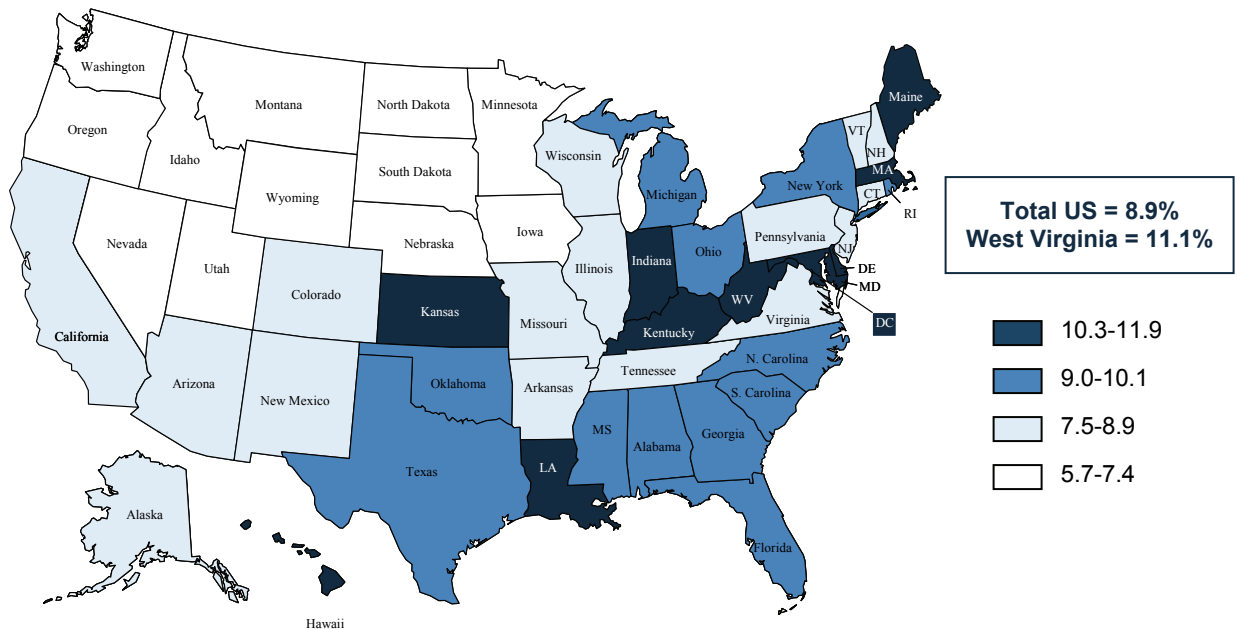 Washington
Montana
North Dakota
Minnesota
Maine
Oregon
Idaho
Wisconsin
VT
NH
South Dakota
MA
Wyoming
Michigan
New York
CT
RI
Nebraska
Iowa
Pennsylvania
NJ
Nevada
Utah
Illinois
Indiana
Ohio
DE
MD
Colorado
Kansas
Missouri
WV
DC
California
Kentucky
Virginia
Arizona
New Mexico
Oklahoma
Arkansas
Tennessee
N. Carolina
S. Carolina
Texas
LA
MS
Alabama
Georgia
Florida
Alaska
Hawaii
Total US = 8.9%
West Virginia = 11.1%
10.3-11.9
9.0-10.1
7.5-8.9
5.7-7.4